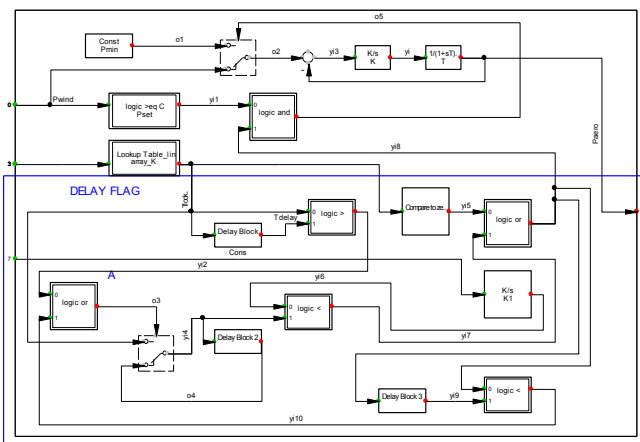 o5
Const
Pmin
o1
o2
yi3
K/s
K
yi
1/(1+sT).
T
-
0
Pwind
logic >eq C
Pset
yi1
0
logic and
1
Paero
3
Lookup Table_lin
array_K
yi8
DELAY FLAG
Tlock..
0
logic >
1
Delay Block
Tdelay
Compare to ze..
yi5
0
logic or
1
7
Cons
A
yi2
yi6
K/s
K1
0
logic or
1
o3
0
logic <
1
yi4
Delay Block 2
yi7
o4
Delay Block 3
yi9
0
logic <
1
yi10